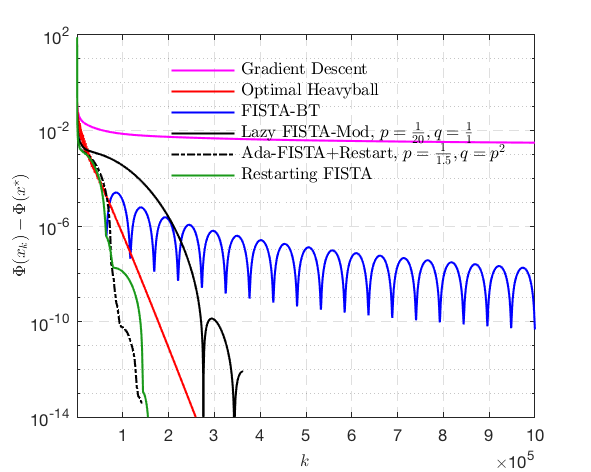 10^2
Gradient Descent
Optimal Heavyball
FISTA-BT
Lazy FISTA-Mod, p = 1/20, q = 1/1
Ada-FISTA+Restart, p = 1/1.5, q = p^2
Restarting FISTA
10^-2
10^-6
10^-10
10^-14
Φ(x_k) − Φ(x*)
1 2 3 4 5 6 7 8 9 10
k
×10^5